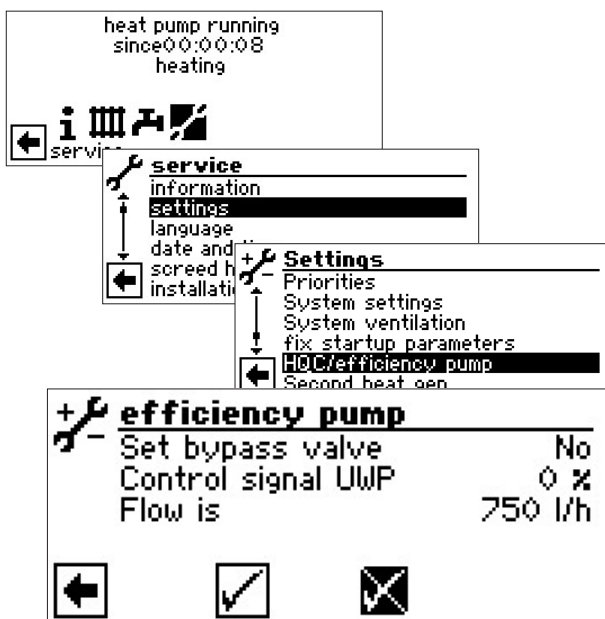 heat pump running
since00:00:08
heating
service
information
settings
language
date and
screed h
installati
Settings
Priorities
System settings
System ventilation
fix startup parameters
HQC/efficiency pump
Second heat gen
efficiency pump
Set bypass valve No
Control signal UWP 0 %
Flow is 750 l/h